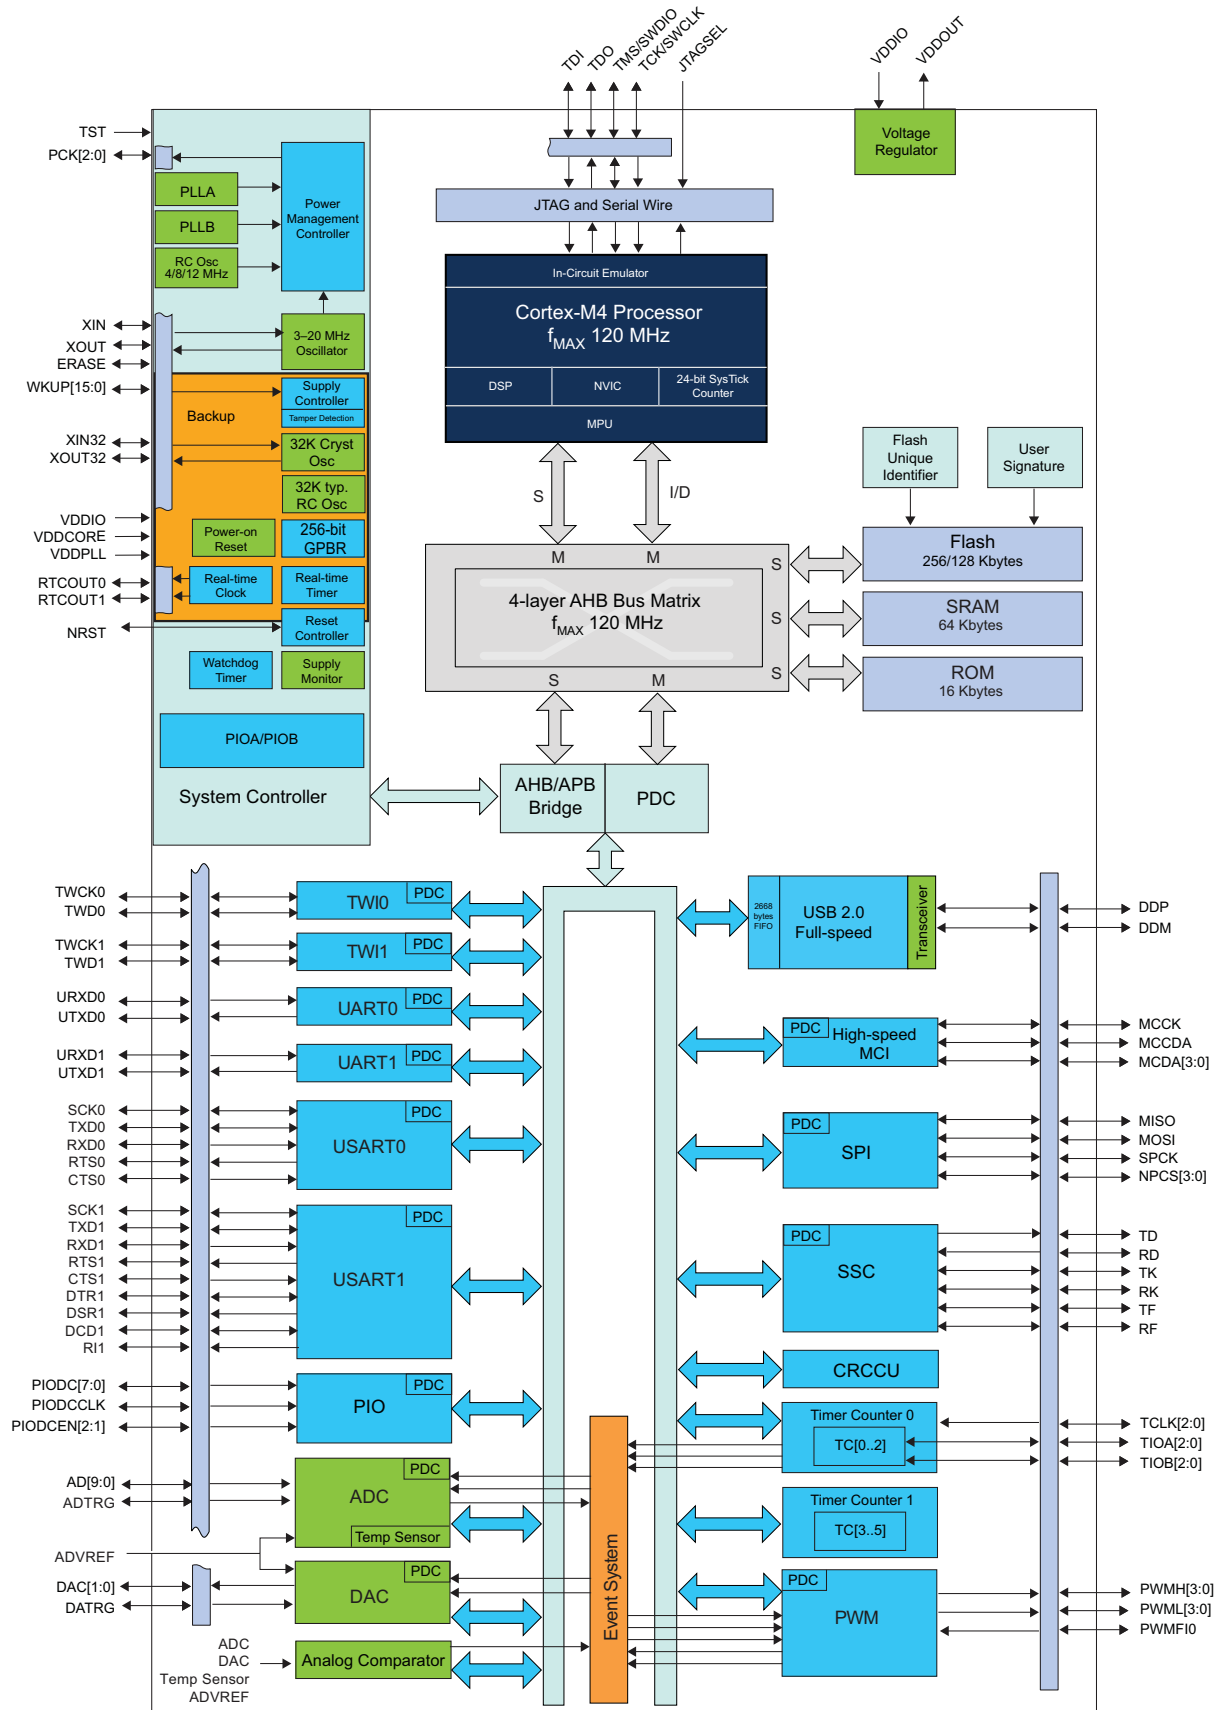 TDI
TDO
TMS/SWDIO
TCK/SWCLK
JTAGSEL
VDDIO
VDDOUT
TST
PCK[2:0]
PLLA
PLLB
RC Osc
4/8/12 MHz
Power
Management
Controller
JTAG and Serial Wire
Voltage
Regulator
In-Circuit Emulator
Cortex-M4 Processor
fMAX 120 MHz
DSP
NVIC
24-bit SysTick
Counter
MPU
XIN
XOUT
ERASE
WKUP[15:0]
XIN32
XOUT32
VDDIO
VDDCORE
VDDPLL
RTCOUT0
RTCOUT1
NRST
3–20 MHz
Oscillator
Backup
Supply
Controller
Tamper Detection
32K Cryst
Osc
32K typ.
RC Osc
Power-on
Reset
256-bit
GPBR
Real-time
Clock
Real-time
Timer
Reset
Controller
Watchdog
Timer
Supply
Monitor
PIOA/PIOB
System Controller
S
I/D
M
M
S
4-layer AHB Bus Matrix
fMAX 120 MHz
S
S
S
M
Flash
Unique
Identifier
User
Signature
Flash
256/128 Kbytes
SRAM
64 Kbytes
ROM
16 Kbytes
AHB/APB
Bridge
PDC
TWCK0
TWD0
TWCK1
TWD1
URXD0
UTXD0
URXD1
UTXD1
SCK0
TXD0
RXD0
RTS0
CTS0
SCK1
TXD1
RXD1
RTS1
CTS1
DTR1
DSR1
DCD1
RI1
PIODC[7:0]
PIODCCLK
PIODCEN[2:1]
AD[9:0]
ADTRG
ADVREF
DAC[1:0]
DATRG
ADC
DAC
Temp Sensor
ADVREF
PDC
TWI0
PDC
TWI1
PDC
UART0
PDC
UART1
PDC
USART0
PDC
USART1
PDC
PIO
PDC
ADC
Temp Sensor
PDC
DAC
Analog Comparator
Event System
2668
bytes
FIFO
USB 2.0
Full-speed
Transceiver
PDC
High-speed
MCI
PDC
SPI
PDC
SSC
CRCCU
Timer Counter 0
TC[0..2]
Timer Counter 1
TC[3..5]
PDC
PWM
DDP
DDM
MCCK
MCCDA
MCDA[3:0]
MISO
MOSI
SPCK
NPCS[3:0]
TD
RD
TK
RK
TF
RF
TCLK[2:0]
TIOA[2:0]
TIOB[2:0]
PWMH[3:0]
PWML[3:0]
PWMFI0